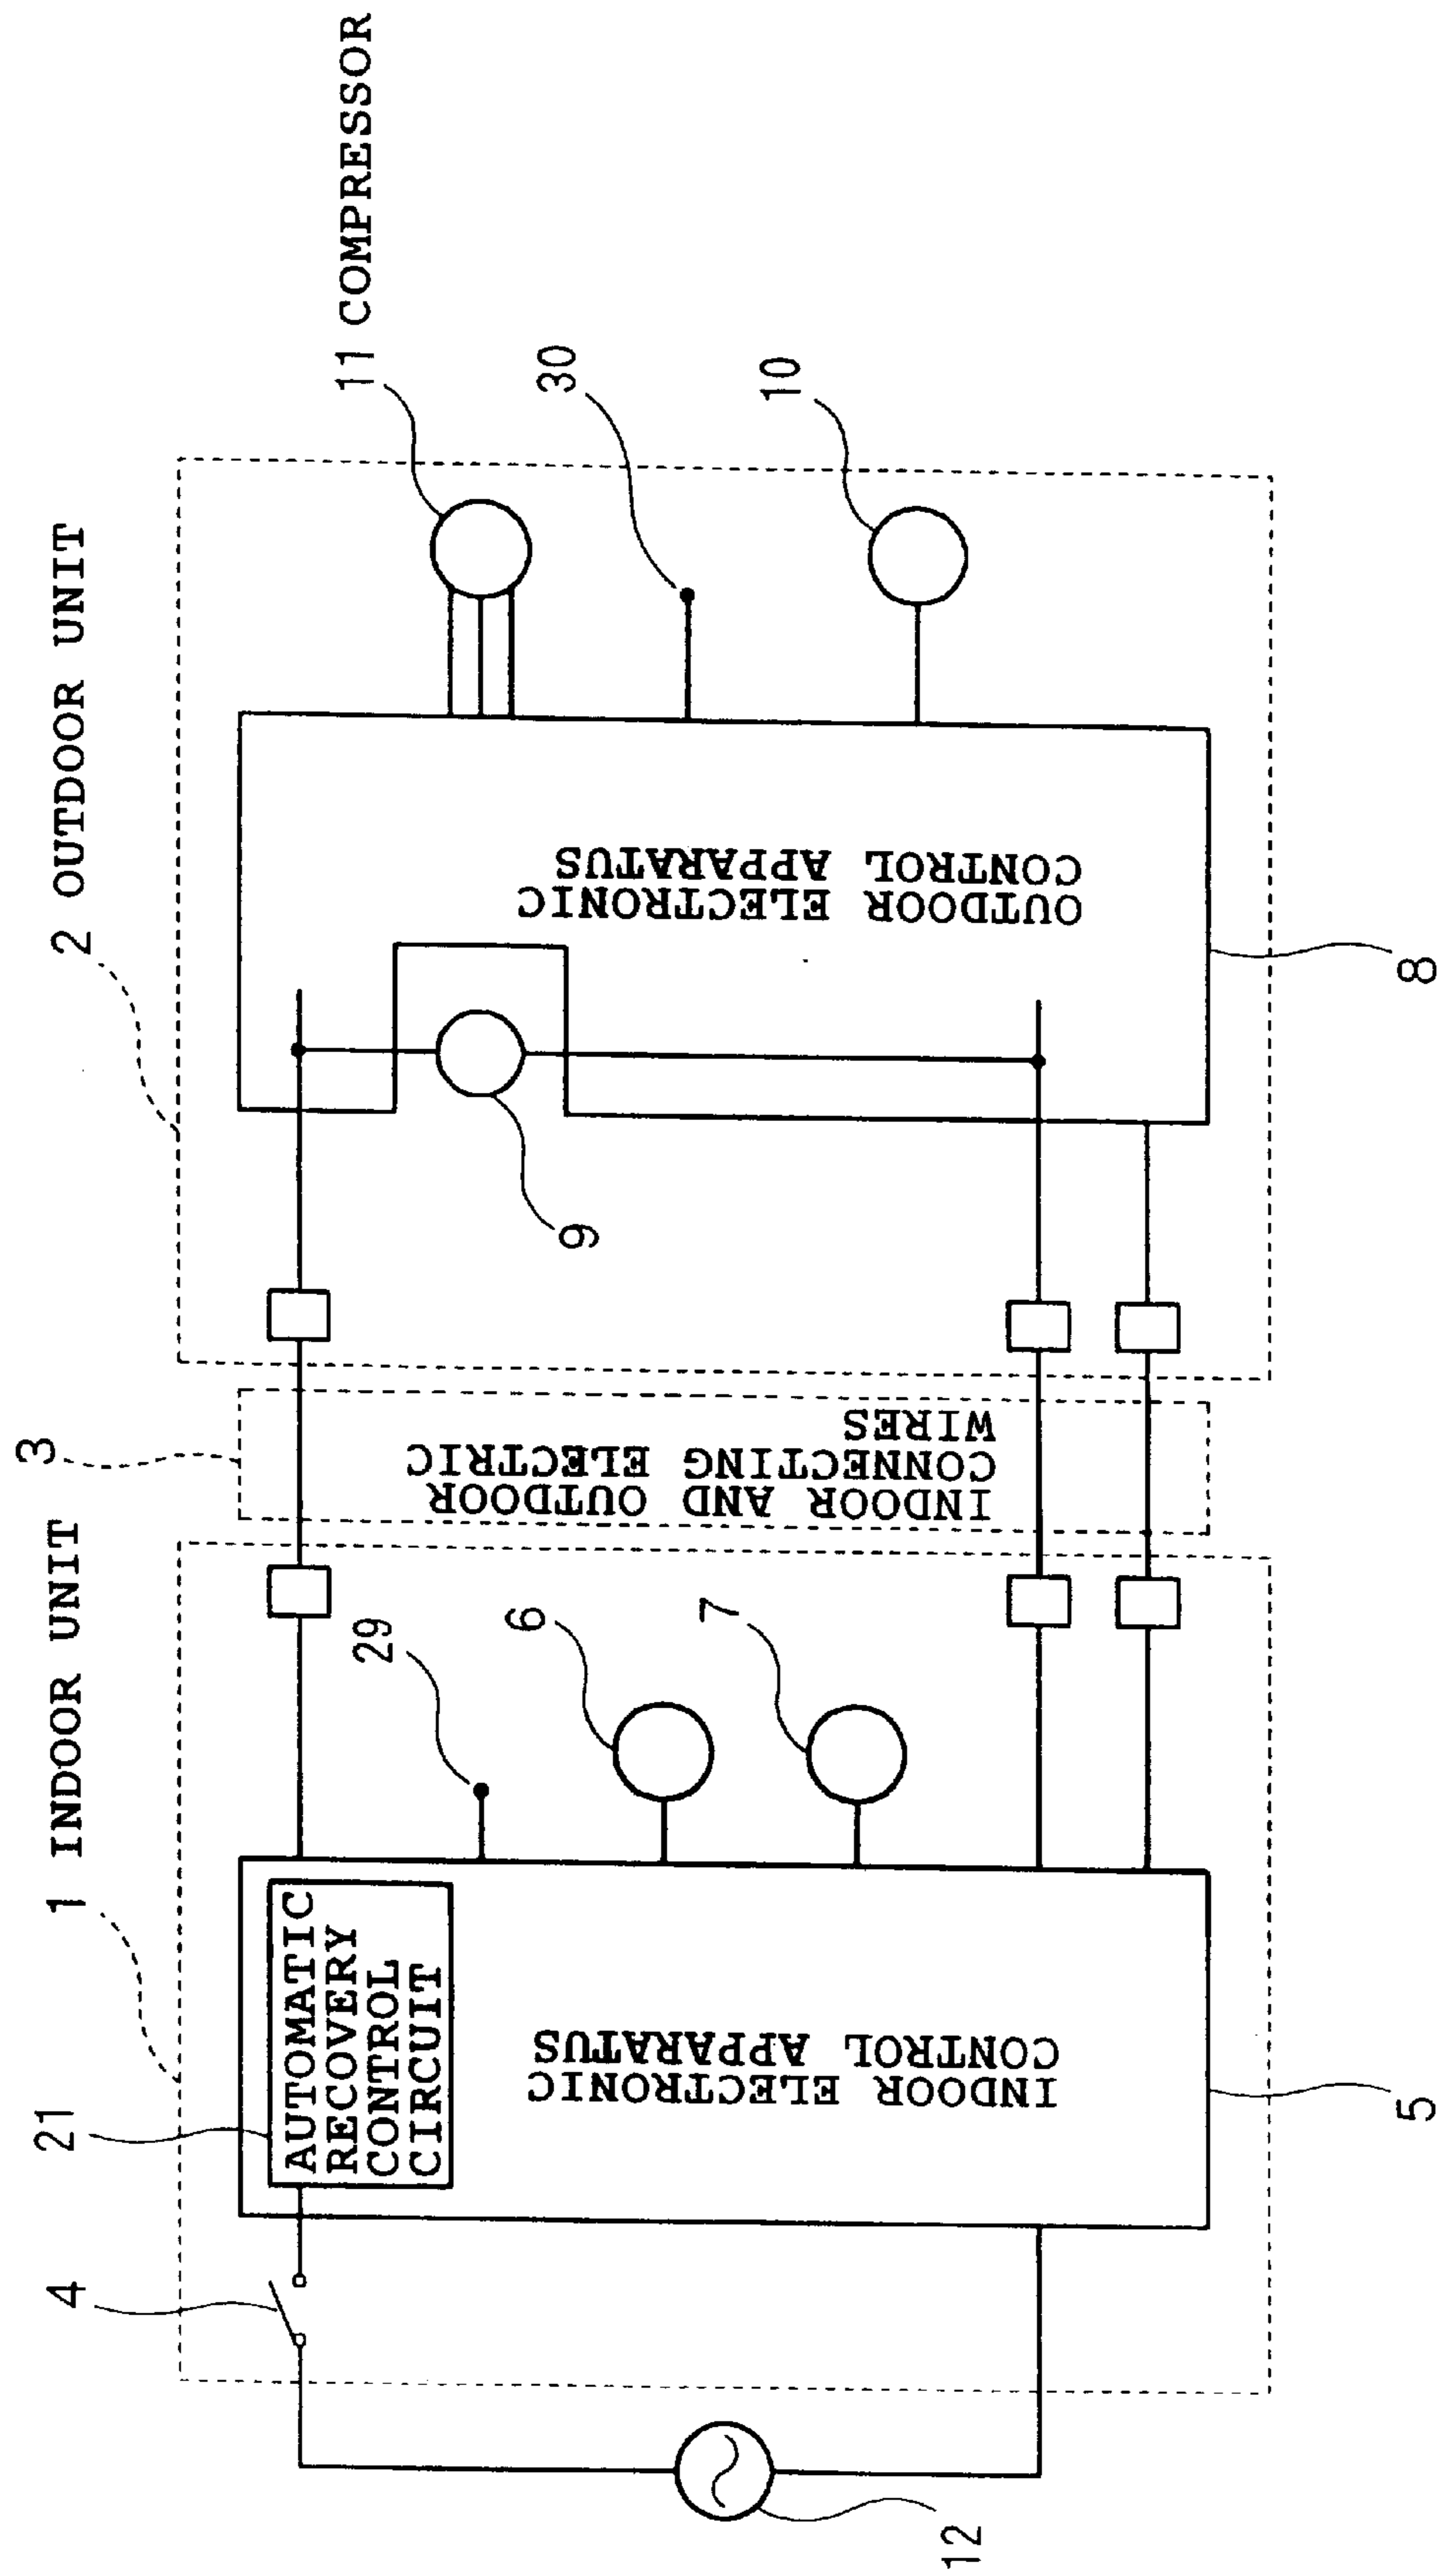 1 INDOOR UNIT
3
2 OUTDOOR UNIT
11 COMPRESSOR
21
4
AUTOMATIC
RECOVERY
CONTROL
CIRCUIT
29
6
7
INDOOR ELECTRONIC
CONTROL APPARATUS
INDOOR AND OUTDOOR
CONNECTING ELECTRIC
WIRES
9
OUTDOOR ELECTRONIC
CONTROL APPARATUS
30
10
12
5
8